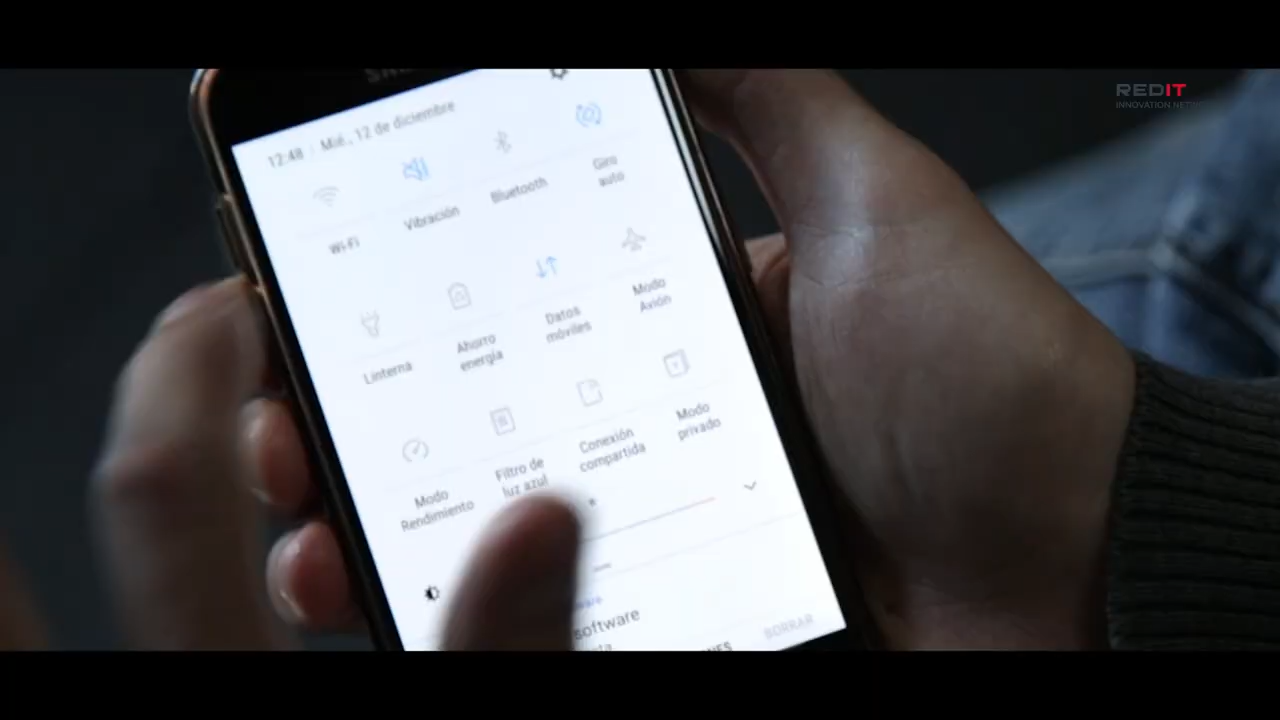 REDIT
INNOVATION
12:48 | Mié., 12 de diciembre
Wi-Fi
Vibración
Bluetooth
Giro
auto
Linterna
Ahorro
energía
Datos
móviles
Modo
Avión
Modo
Rendimiento
Filtro de
luz azul
Conexión
compartida
Modo
privado
software
BORRAR